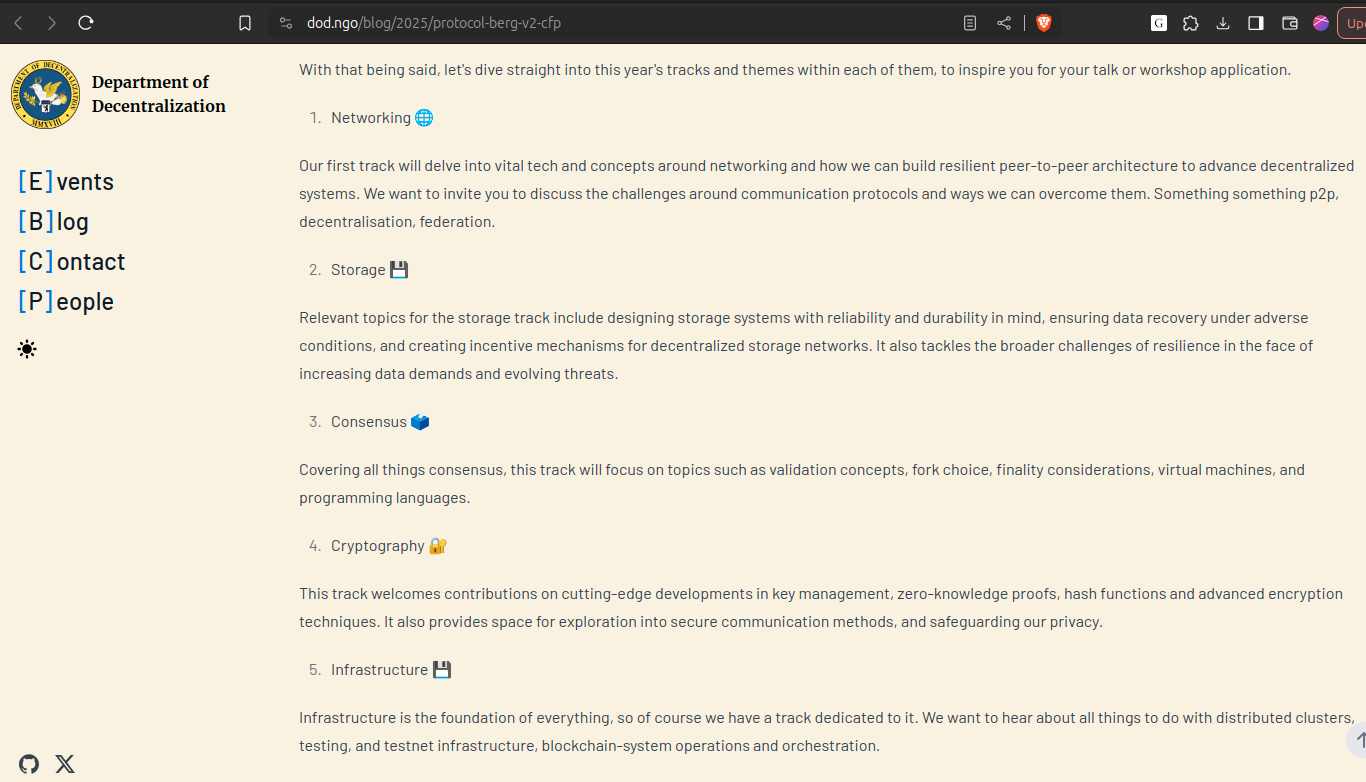 dod.ngo/blog/2025/protocol-berg-v2-cfp
G
Up
DEPARTMENT OF DECENTRALIZATION
MMXVIII
Department of
Decentralization
[E]vents
[B]log
[C]ontact
[P]eople
With that being said, let's dive straight into this year's tracks and themes within each of them, to inspire you for your talk or workshop application.
1. Networking 🌐
Our first track will delve into vital tech and concepts around networking and how we can build resilient peer-to-peer architecture to advance decentralized
systems. We want to invite you to discuss the challenges around communication protocols and ways we can overcome them. Something something p2p,
decentralisation, federation.
2. Storage 💾
Relevant topics for the storage track include designing storage systems with reliability and durability in mind, ensuring data recovery under adverse
conditions, and creating incentive mechanisms for decentralized storage networks. It also tackles the broader challenges of resilience in the face of
increasing data demands and evolving threats.
3. Consensus 🗳️
Covering all things consensus, this track will focus on topics such as validation concepts, fork choice, finality considerations, virtual machines, and
programming languages.
4. Cryptography 🔐
This track welcomes contributions on cutting-edge developments in key management, zero-knowledge proofs, hash functions and advanced encryption
techniques. It also provides space for exploration into secure communication methods, and safeguarding our privacy.
5. Infrastructure 💾
Infrastructure is the foundation of everything, so of course we have a track dedicated to it. We want to hear about all things to do with distributed clusters,
testing, and testnet infrastructure, blockchain-system operations and orchestration.